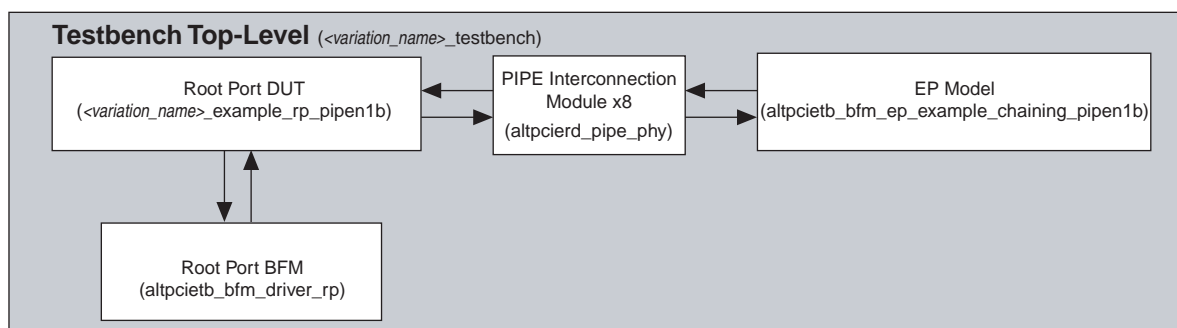 Testbench Top-Level (<variation_name>_testbench)
Root Port DUT
(<variation_name>_example_rp_pipen1b)
PIPE Interconnection
Module x8
(altpcierd_pipe_phy)
EP Model
(altpcietb_bfm_ep_example_chaining_pipen1b)
Root Port BFM
(altpcietb_bfm_driver_rp)